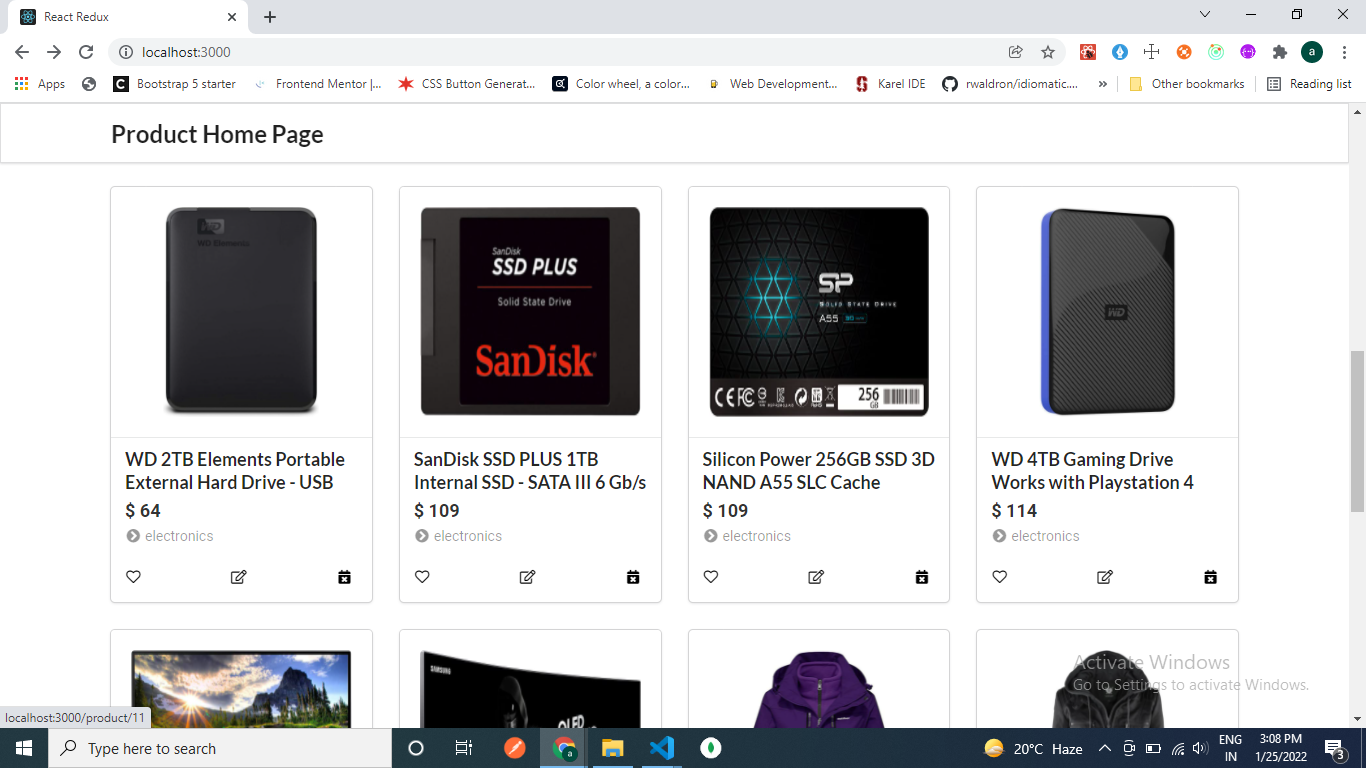 React Redux
localhost:3000
Apps
Bootstrap 5 starter
Frontend Mentor |...
CSS Button Generat...
Color wheel, a color...
Web Development...
Karel IDE
rwaldron/idiomatic....
»
Other bookmarks
Reading list
Product Home Page
WD
WD Elements
SanDisk
SSD PLUS
Solid State Drive
SanDisk®
SP
SOLID STATE DRIVE
A55
256
GB
WD
WD 2TB Elements Portable
External Hard Drive - USB
$ 64
electronics
SanDisk SSD PLUS 1TB
Internal SSD - SATA III 6 Gb/s
$ 109
electronics
Silicon Power 256GB SSD 3D
NAND A55 SLC Cache
$ 109
electronics
WD 4TB Gaming Drive
Works with Playstation 4
$ 114
electronics
SAMSUNG
QLED
Activate Windows
Go to Settings to activate Windows.
localhost:3000/product/11
Type here to search
20°C Haze
ENG
IN
3:08 PM
1/25/2022
3